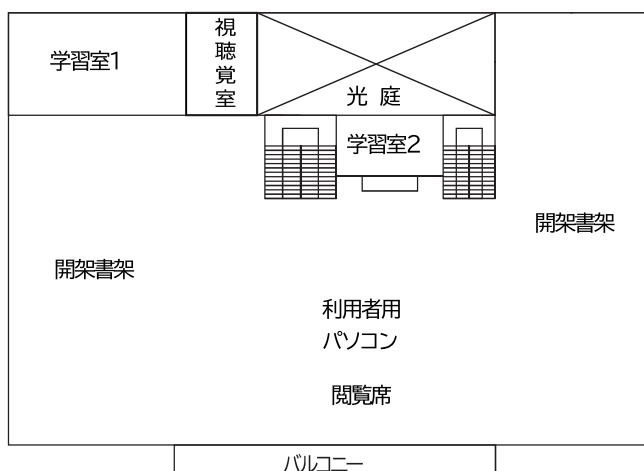 学習室1
視聴覚室
光庭
学習室2
開架書架
開架書架
利用者用
パソコン
閲覧席
バルコニー